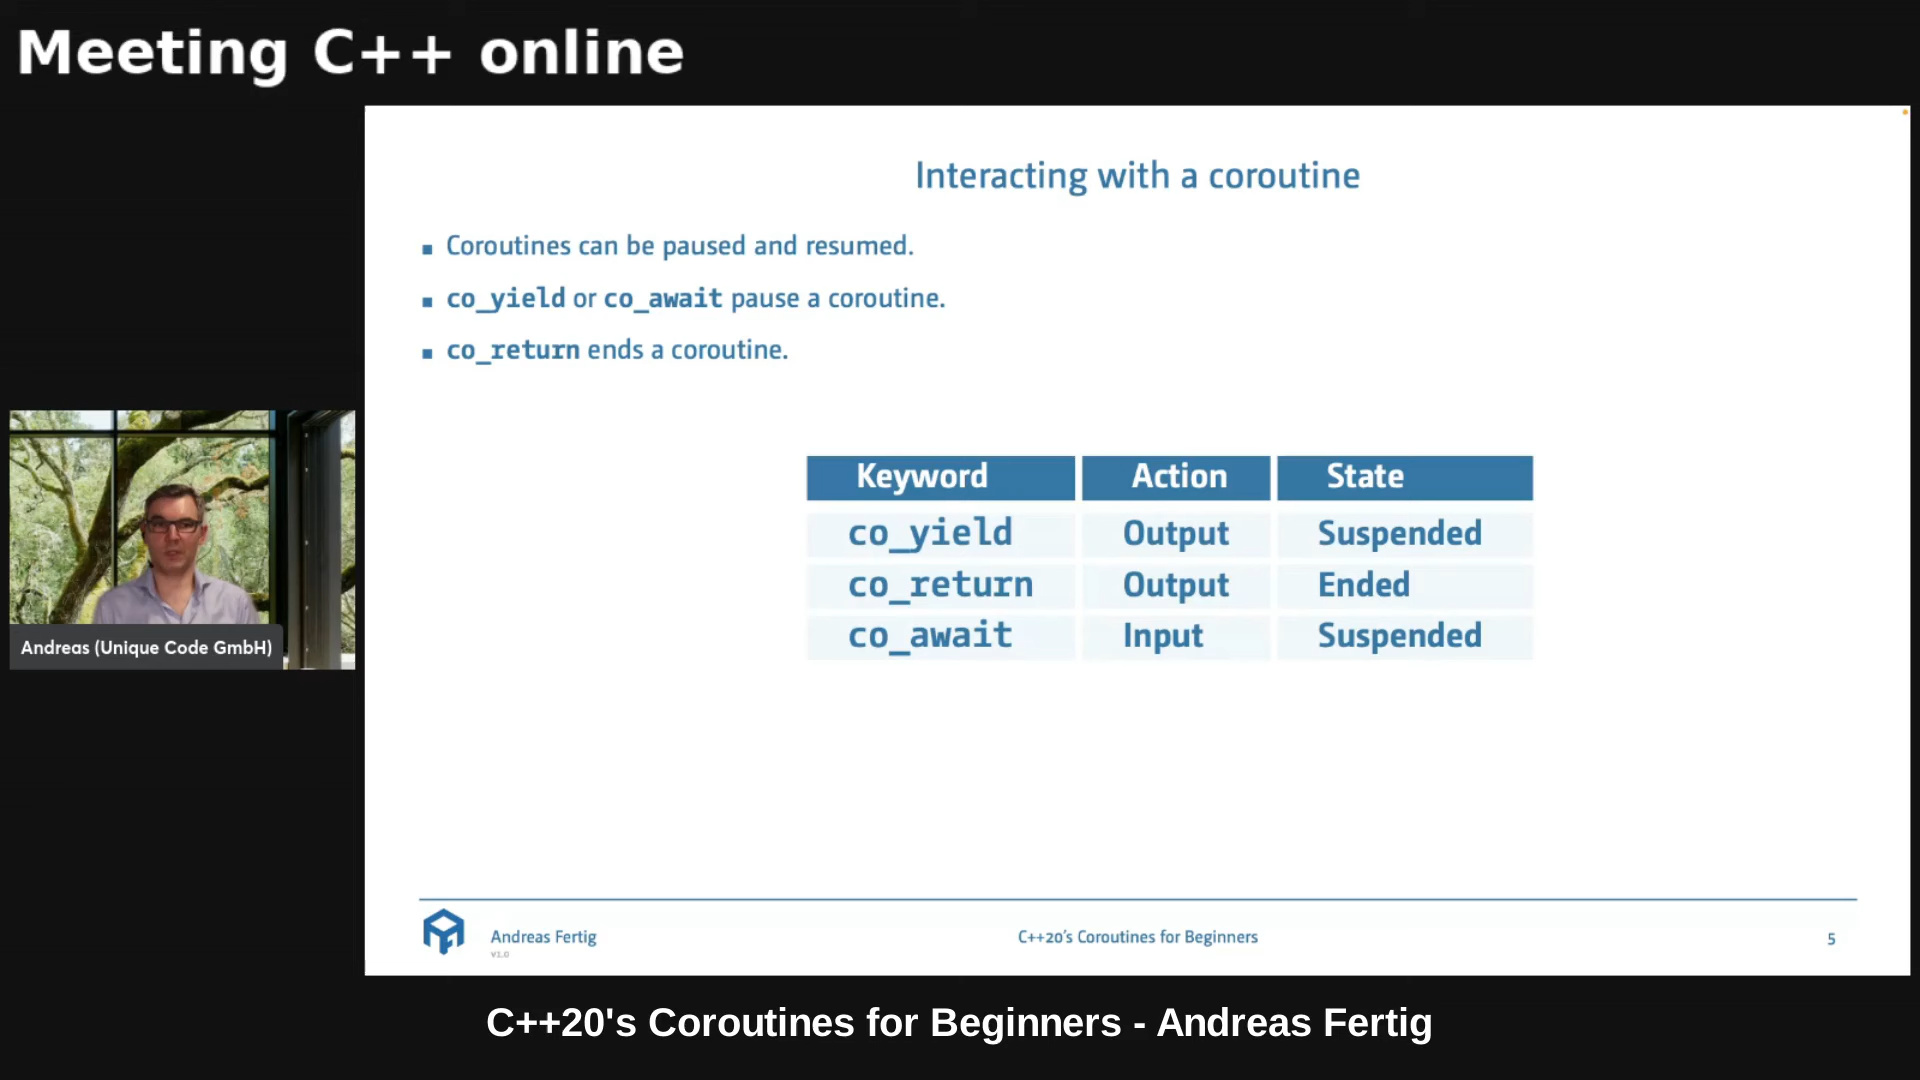 Meeting C++ online
Interacting with a coroutine
Coroutines can be paused and resumed.
co_yield or co_await pause a coroutine.
co_return ends a coroutine.
Keyword Action State
co_yield Output Suspended
co_return Output Ended
co_await Input Suspended
Andreas (Unique Code GmbH)
Andreas Fertig
v1.0
C++20's Coroutines for Beginners
5
C++20's Coroutines for Beginners - Andreas Fertig